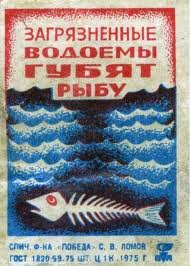 ЗАГРЯЗНЕННЫЕ
ВОДОЕМЫ
ГУБЯТ
РЫБУ
СПИЧ. Ф-КА "ПОБЕДА" С. В. ЛОМОВ
ГОСТ 1820-59. 75 ШТ. Ц. 1 К. 1975 Г.